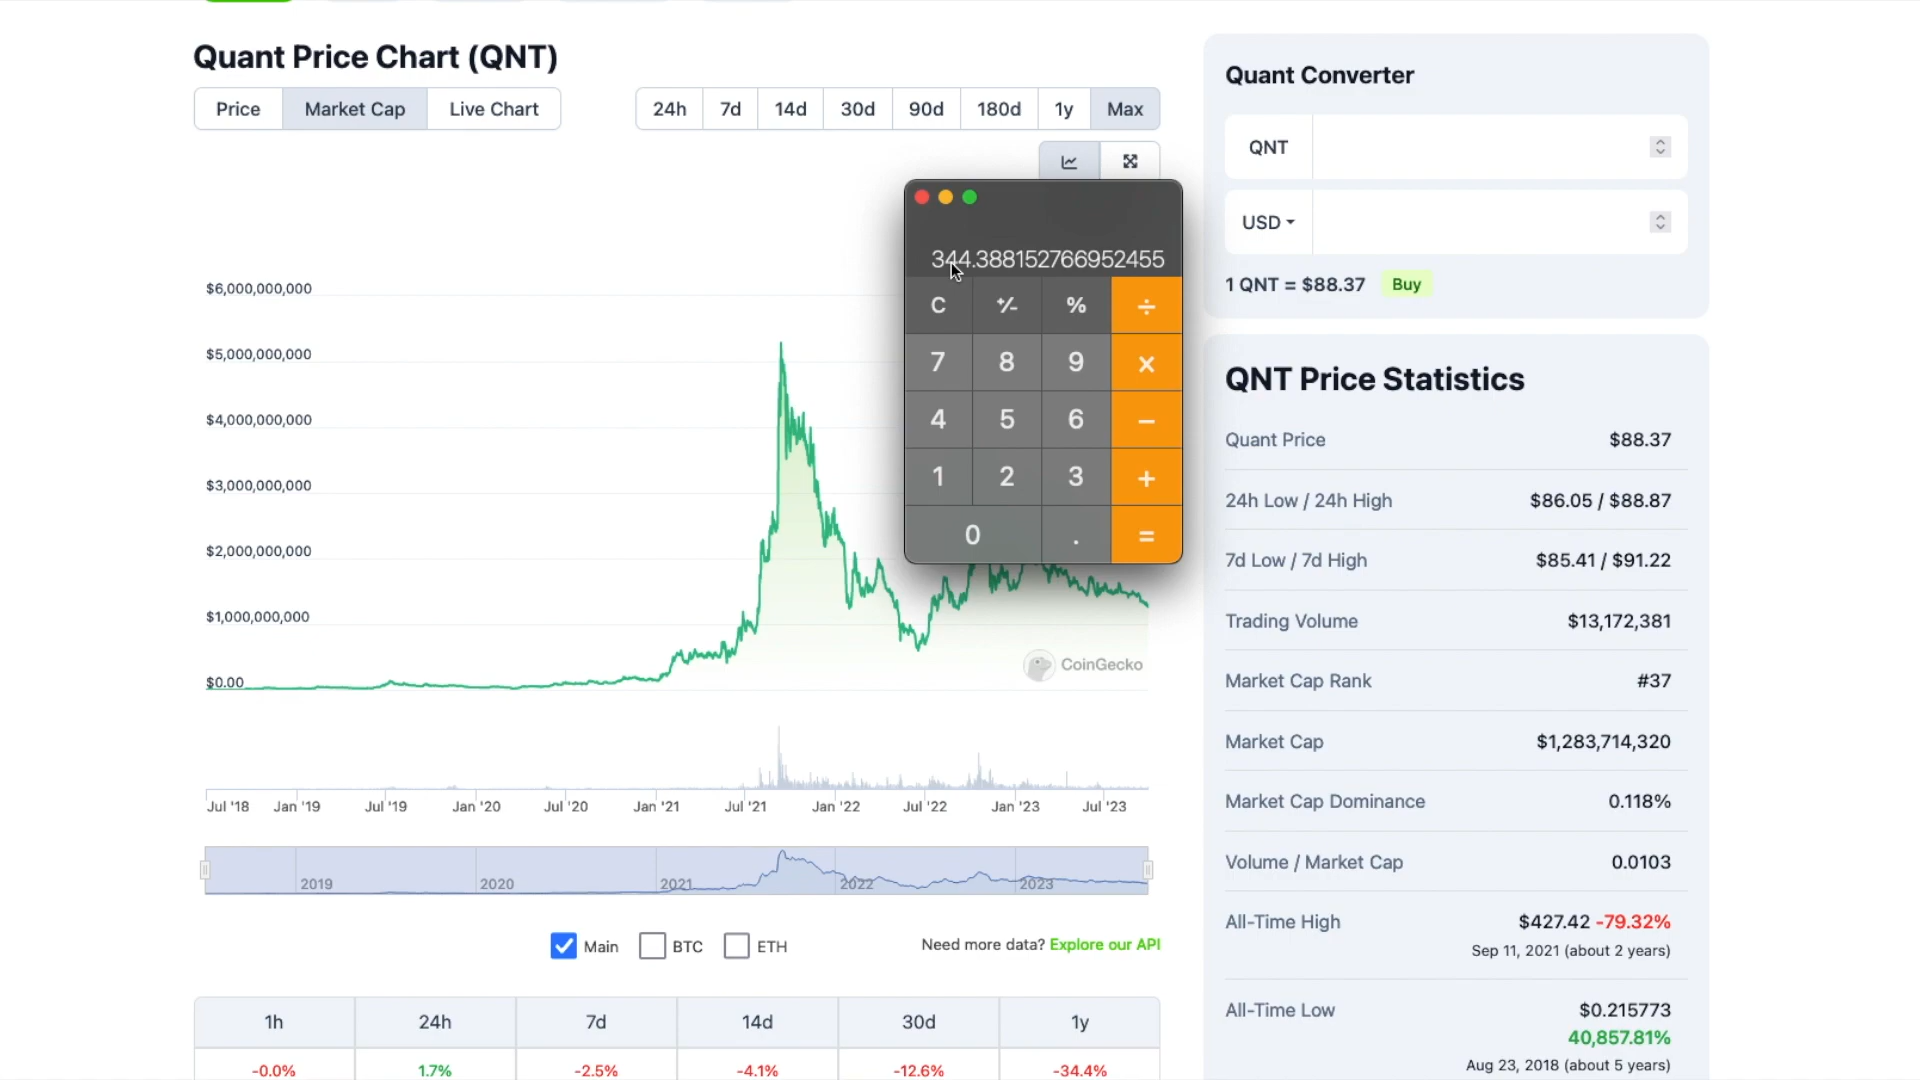 Quant Price Chart (QNT)
Price Market Cap Live Chart
24h 7d 14d 30d 90d 180d 1y Max
$6,000,000,000
$5,000,000,000
$4,000,000,000
$3,000,000,000
$2,000,000,000
$1,000,000,000
$0.00
CoinGecko
Jul '18 Jan '19 Jul '19 Jan '20 Jul '20 Jan '21 Jul '21 Jan '22 Jul '22 Jan '23 Jul '23
2019 2020 2021 2022 2023
Main BTC ETH
Need more data? Explore our API
1h 24h 7d 14d 30d 1y
-0.0% 1.7% -2.5% -4.1% -12.6% -34.4%
344.388152766952455
C +/- % ÷
7 8 9 ×
4 5 6 −
1 2 3 +
0 . =
Quant Converter
QNT
USD
1 QNT = $88.37 Buy
QNT Price Statistics
Quant Price $88.37
24h Low / 24h High $86.05 / $88.87
7d Low / 7d High $85.41 / $91.22
Trading Volume $13,172,381
Market Cap Rank #37
Market Cap $1,283,714,320
Market Cap Dominance 0.118%
Volume / Market Cap 0.0103
All-Time High $427.42 -79.32%
Sep 11, 2021 (about 2 years)
All-Time Low $0.215773
40,857.81%
Aug 23, 2018 (about 5 years)